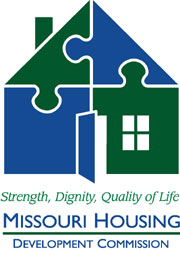 Strength, Dignity, Quality of Life
MISSOURI HOUSING
DEVELOPMENT COMMISSION